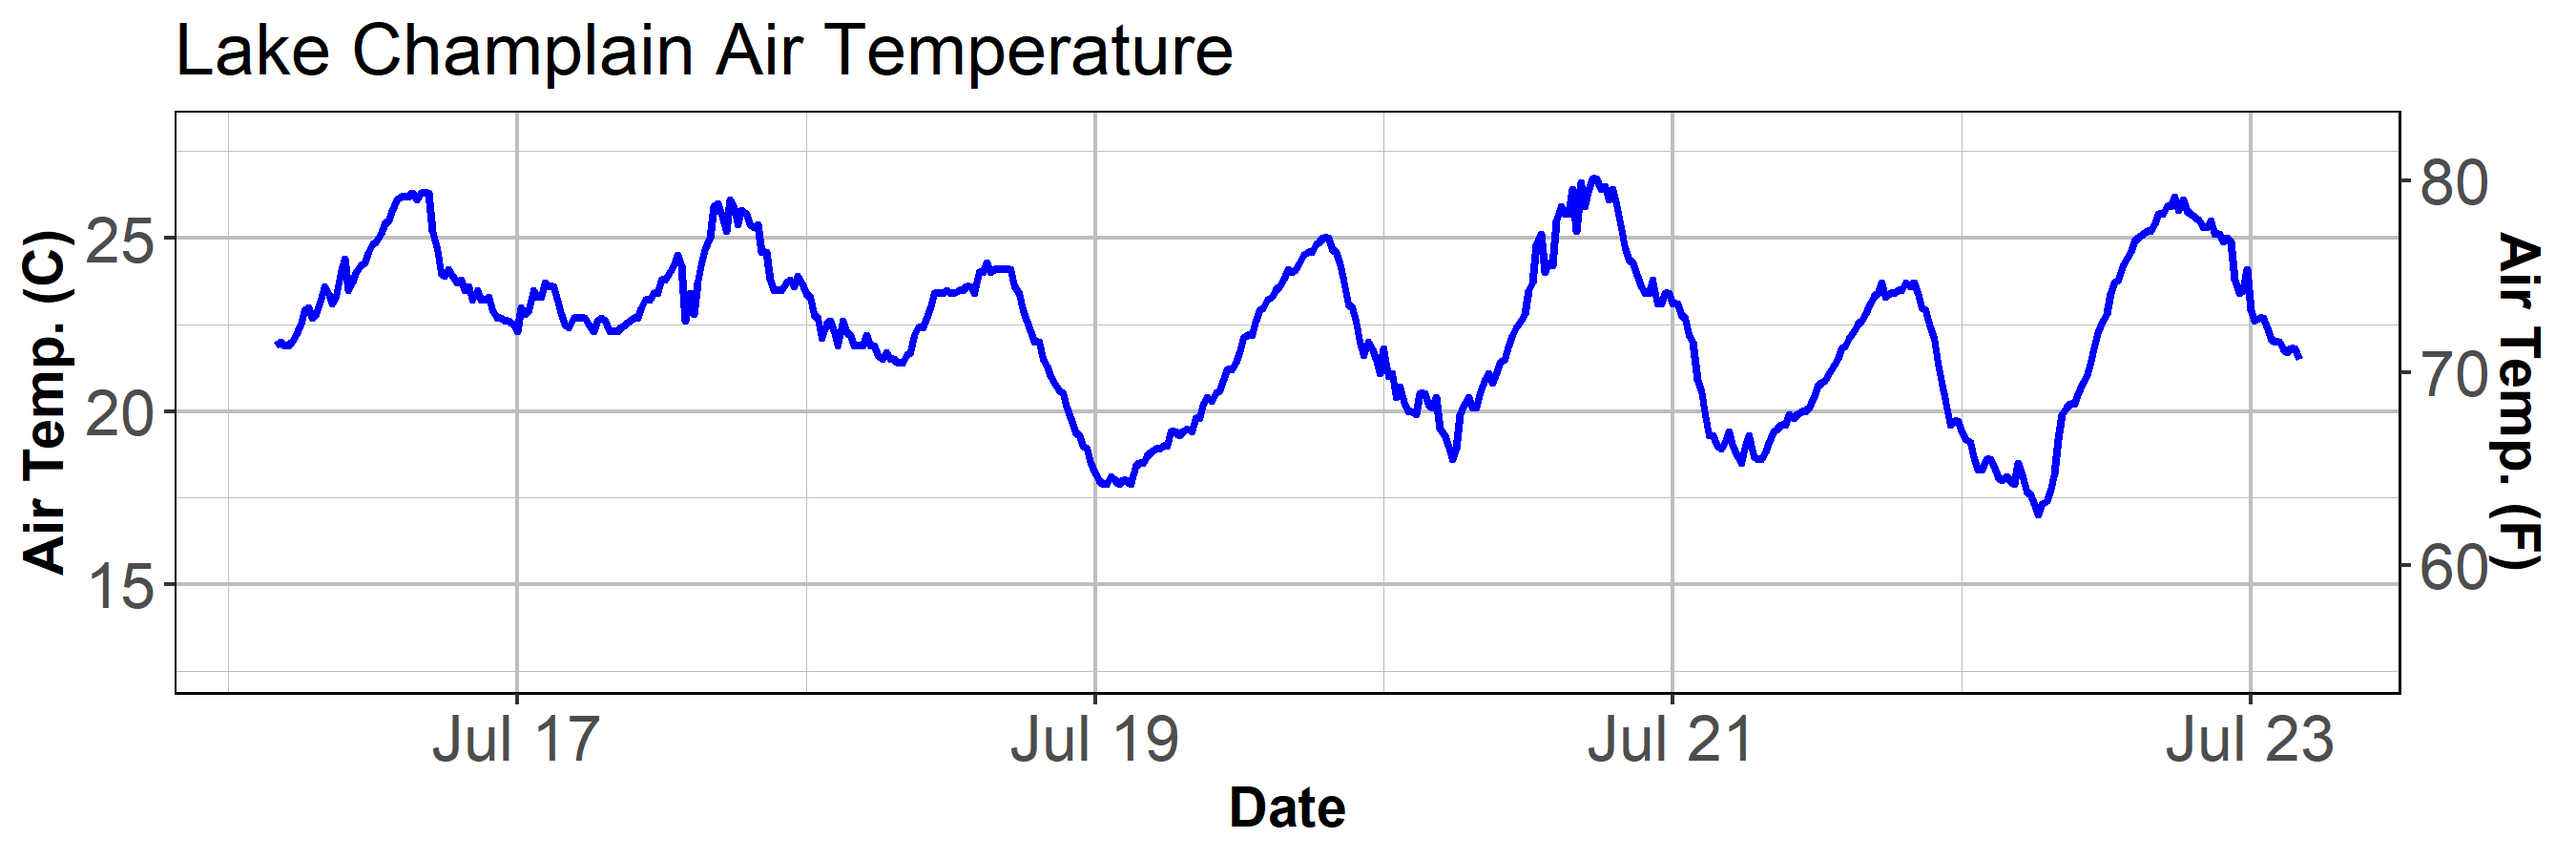 Lake Champlain Air Temperature
Air Temp. (C)
25
20
15
80
70
60
Air Temp. (F)
Jul 17 Jul 19 Jul 21 Jul 23
Date